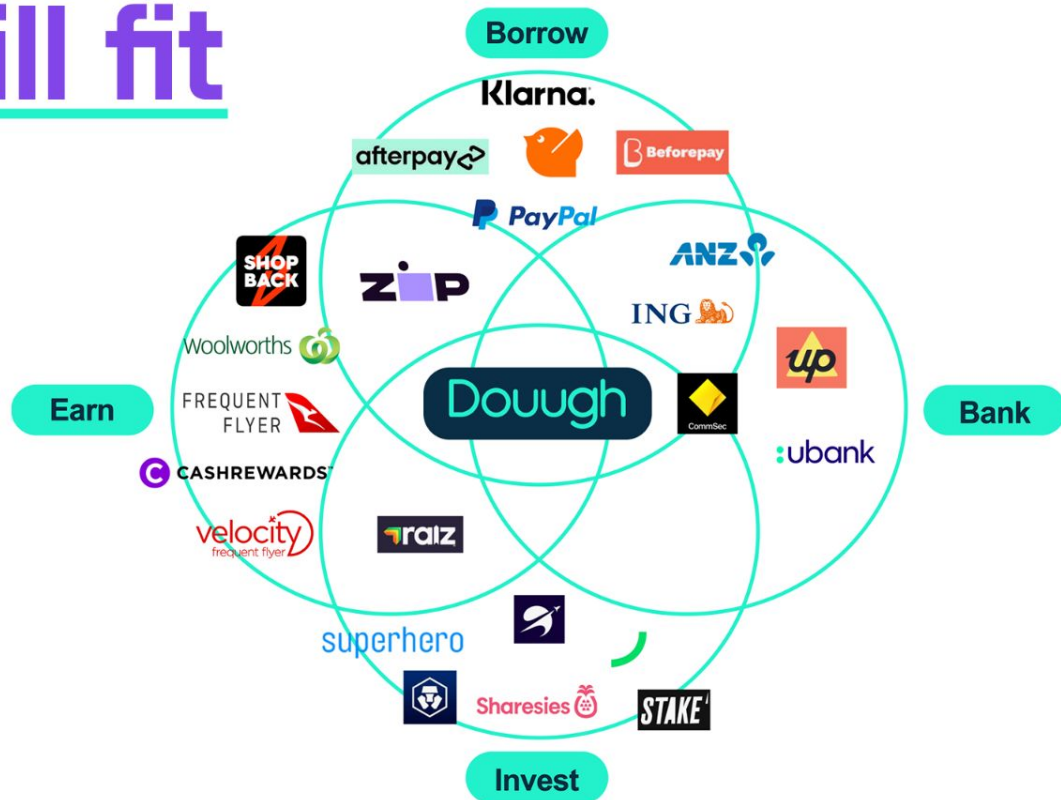 ill fit
Borrow
Klarna.
afterpay
Beforepay
PayPal
SHOP
BACK
ZIP
ANZ
ING
Woolworths
up
FREQUENT
FLYER
Earn
Douugh
CommSec
Bank
CASHREWARDS
:ubank
velocity
frequent flyer
raiz
superhero
Sharesies
STAKE
Invest